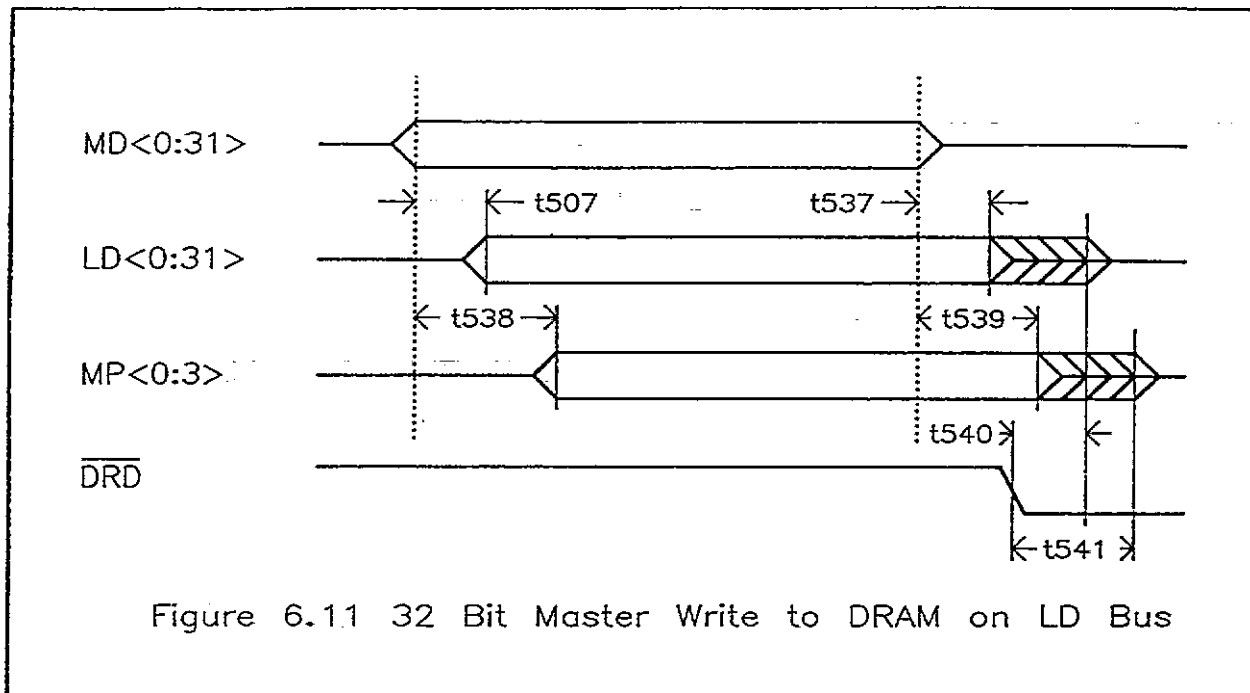 MD<0:31>
t507
t537
LD<0:31>
t538
t539
MP<0:3>
t540
DRD
t541
Figure 6.11 32 Bit Master Write to DRAM on LD Bus